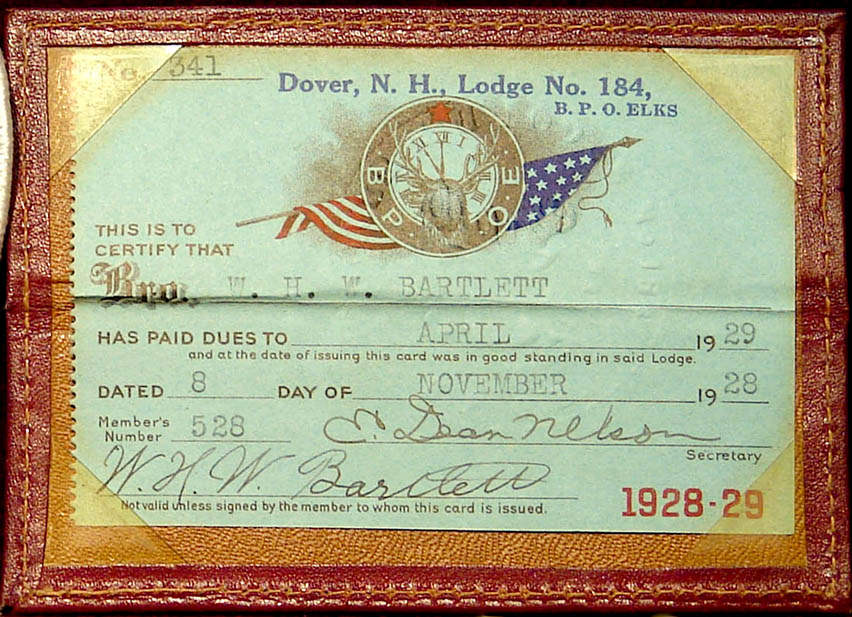 No. 341
Dover, N. H., Lodge No. 184,
B. P. O. ELKS
XII I
B P O E
THIS IS TO
CERTIFY THAT
Bro. W. H. W. BARTLETT
HAS PAID DUES TO APRIL 19 29
and at the date of issuing this card was in good standing in said Lodge.
DATED 8 DAY OF NOVEMBER 19 28
Member's
Number 528 E. Dean Nelson
Secretary
W. H. W. Bartlett
Not valid unless signed by the member to whom this card is issued.
1928-29